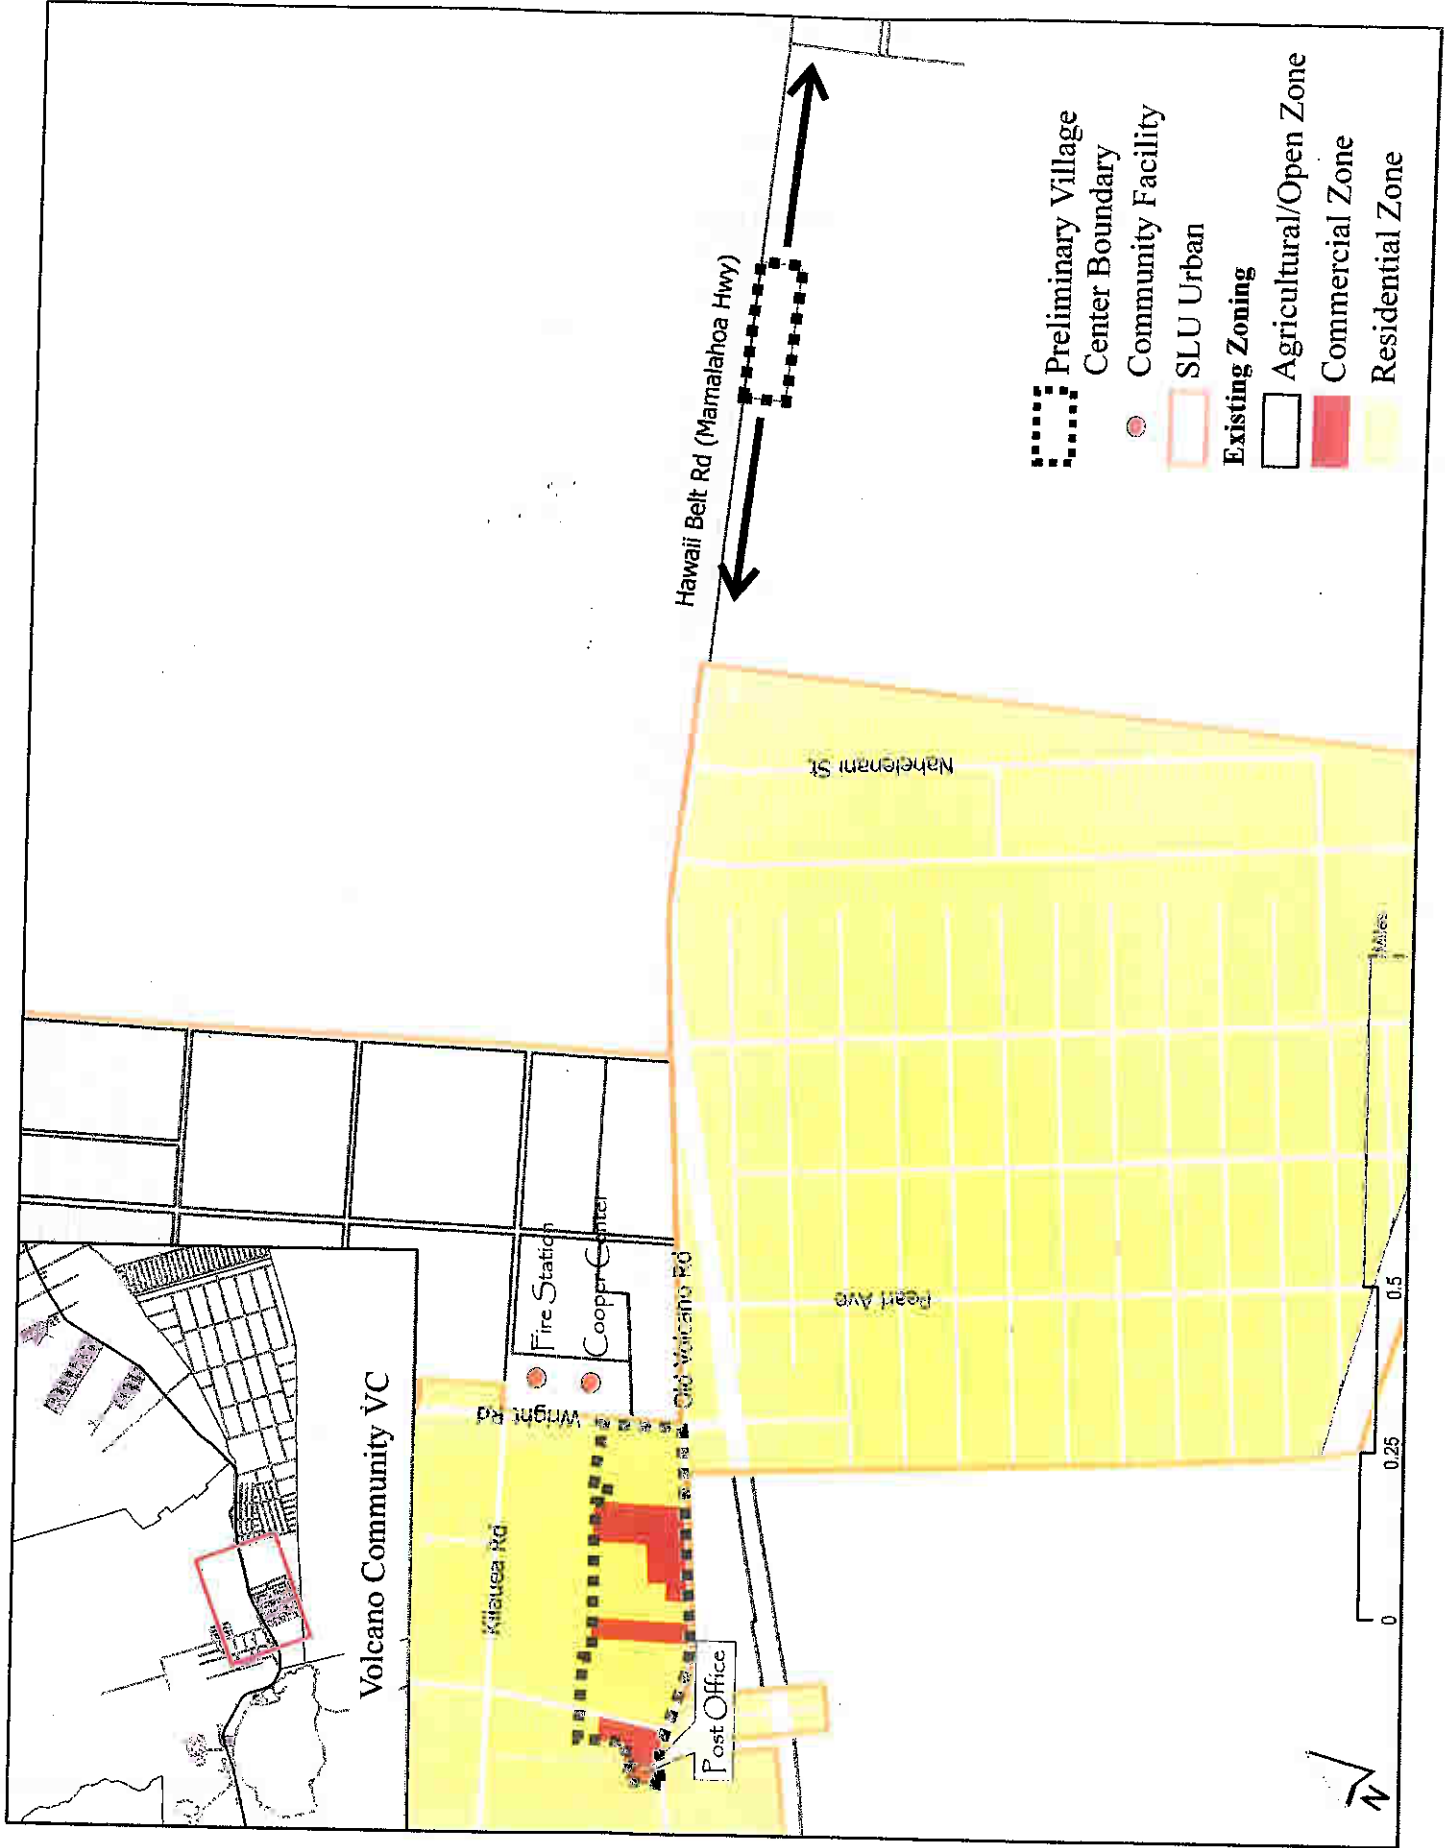 Volcano Community VC
Hawaii Belt Rd (Mamalahoa Hwy)
Fire Station
Cooper Center
Wright Rd
Kilauea Rd
Old Volcano Rd
Post Office
Pearl Ave
Nahelenani St
Preliminary Village
Center Boundary
Community Facility
SLU Urban
Existing Zoning
Agricultural/Open Zone
Commercial Zone
Residential Zone
N
0
0.25
0.5
Miles